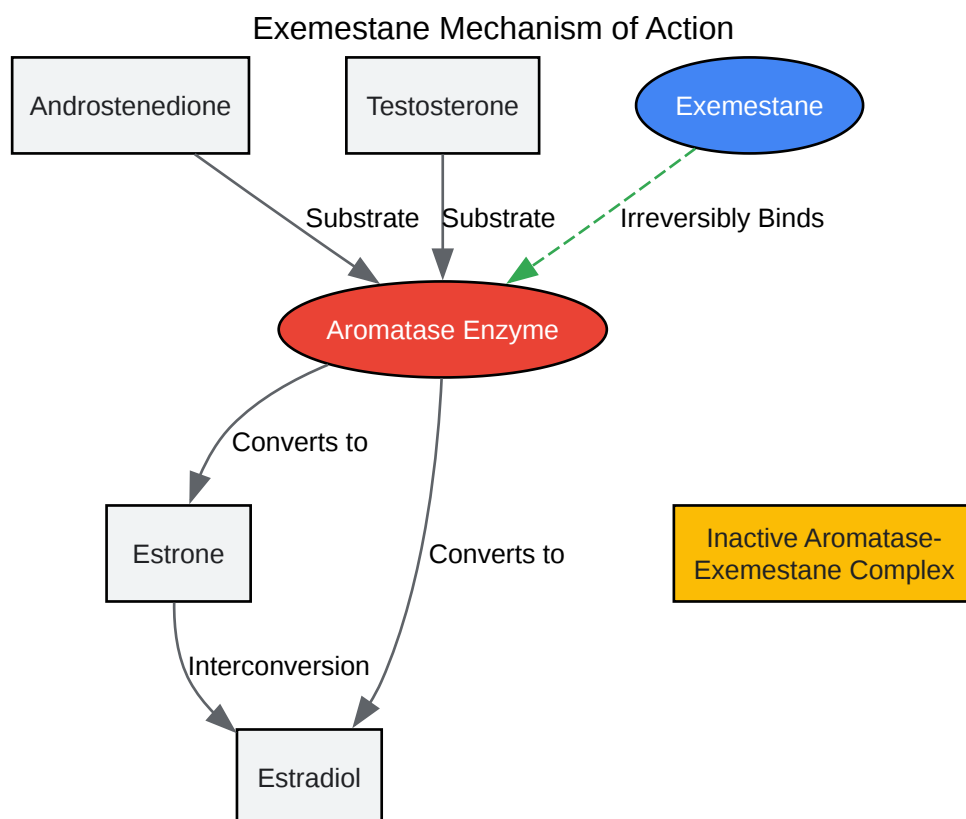 Exemestane Mechanism of Action
Androstenedione
Testosterone
Exemestane
Substrate
Substrate
Irreversibly Binds
Aromatase Enzyme
Converts to
Estrone
Converts to
Inactive Aromatase-
Exemestane Complex
Interconversion
Estradiol